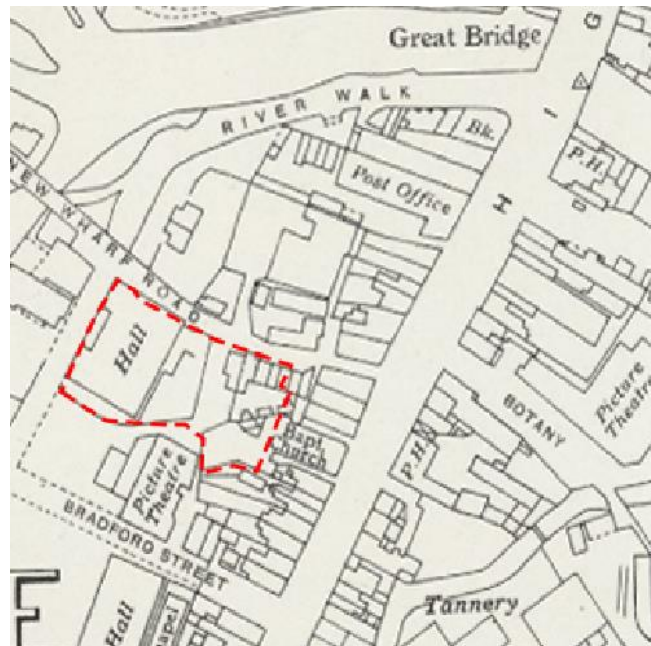 Great Bridge
RIVER WALK
Bk.
Post Office
P.H.
H I G
NEW WHARF ROAD
Hall
Bapt.
Church
Picture
Theatre
BRADFORD STREET
BOTANY
Picture
Theatre
P.H.
Tannery
Hall